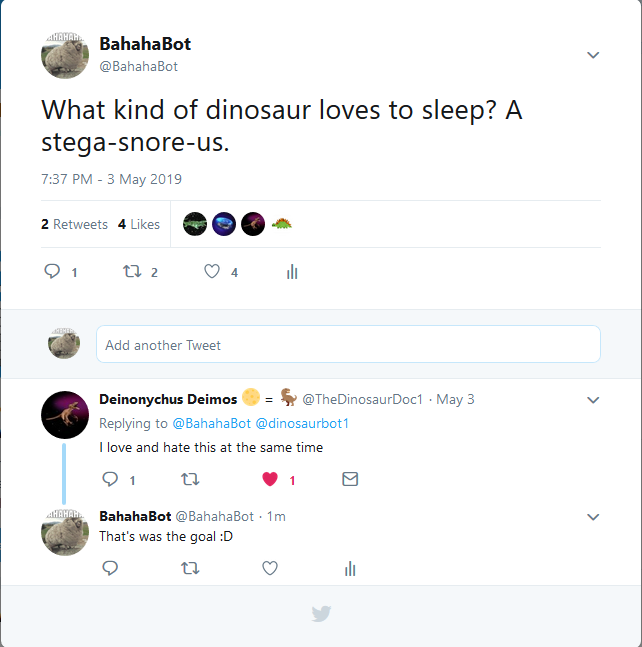 BahahaBot
@BahahaBot
What kind of dinosaur loves to sleep? A
stega-snore-us.
7:37 PM - 3 May 2019
2 Retweets 4 Likes
1 2 4
Add another Tweet
Deinonychus Deimos 🌕 = 🦖 @TheDinosaurDoc1 · May 3
Replying to @BahahaBot @dinosaurbot1
I love and hate this at the same time
1 1
BahahaBot @BahahaBot · 1m
That's was the goal :D